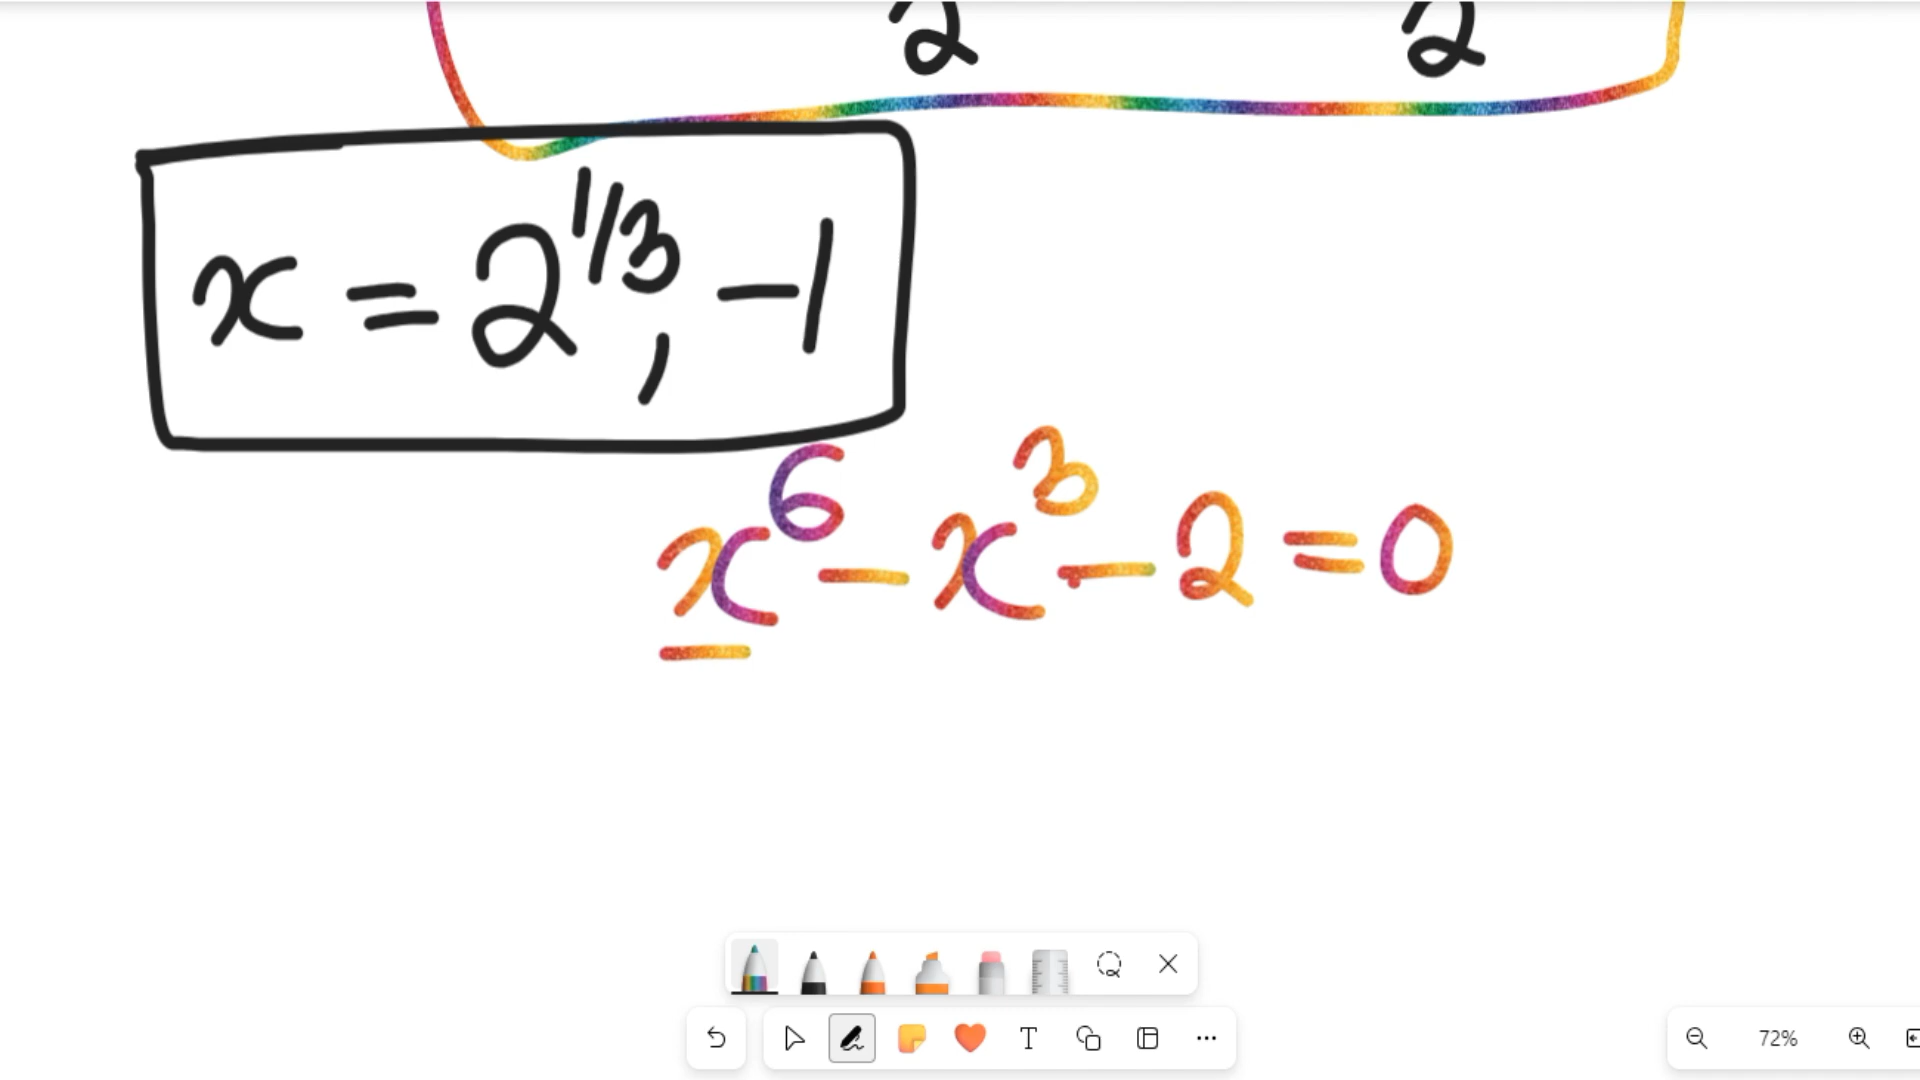 2 2
x = 2^{1/3}, -1
x^6 - x^3 - 2 = 0
T
72%